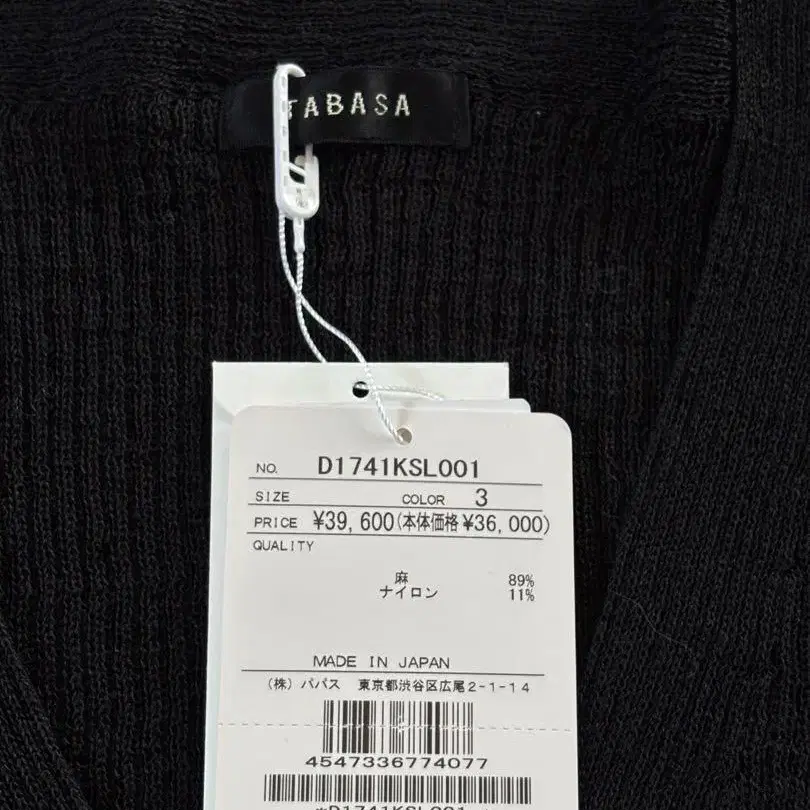 TABASA
NO. D1741KSL001
SIZE COLOR 3
PRICE ¥39,600(本体価格¥36,000)
QUALITY
麻 89%
ナイロン 11%
MADE IN JAPAN
(株)パパス 東京都渋谷区広尾2-1-14
4547336774077
*D1741KSL001